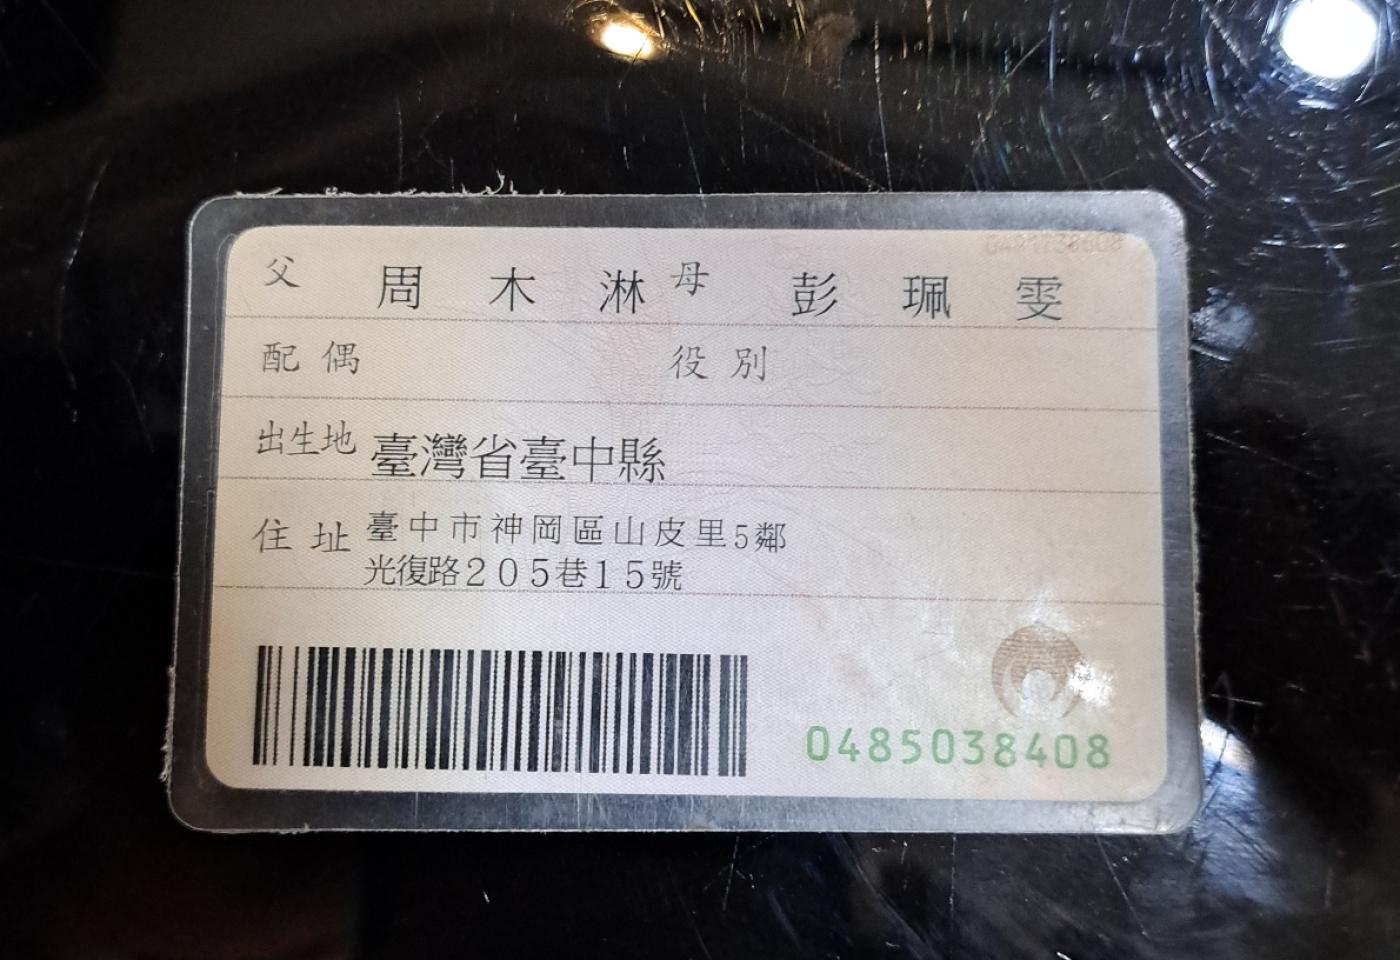 父 周木淋 母 彭珮雯
配偶 役別
出生地 臺灣省臺中縣
住址 臺中市神岡區山皮里5鄰
光復路205巷15號
0485038408